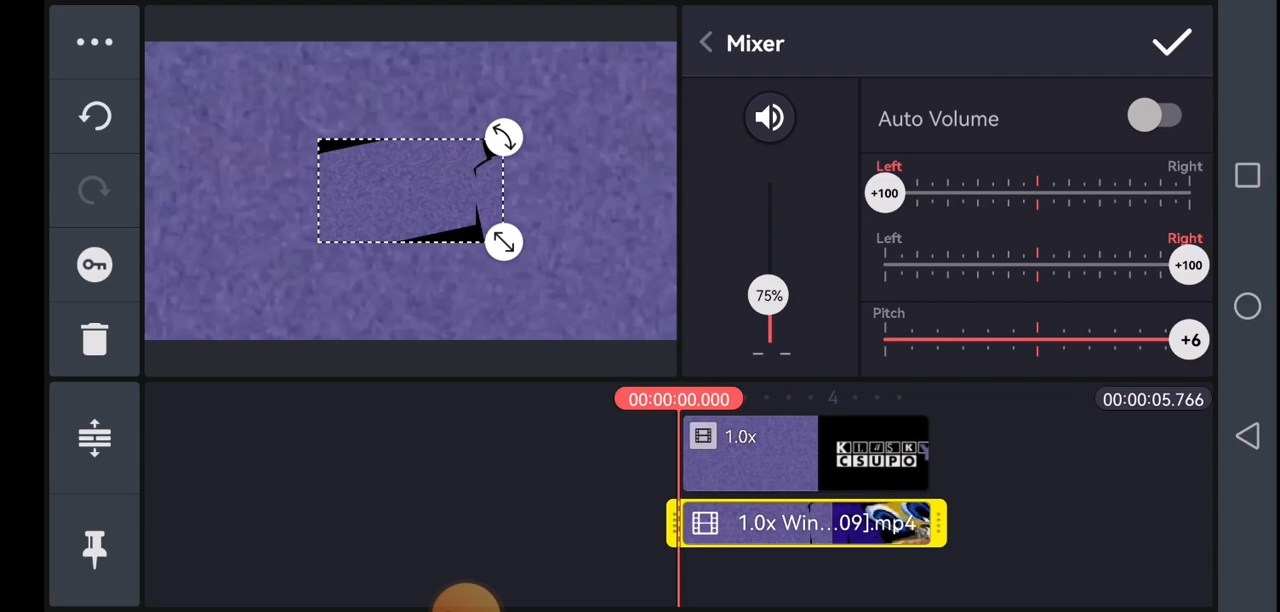 Mixer
Auto Volume
Left Right
+100
Left Right
+100
75%
Pitch
+6
00:00:00.000 4 00:00:05.766
1.0x
KLASKY
CSUPO
1.0x Win...09].mp4